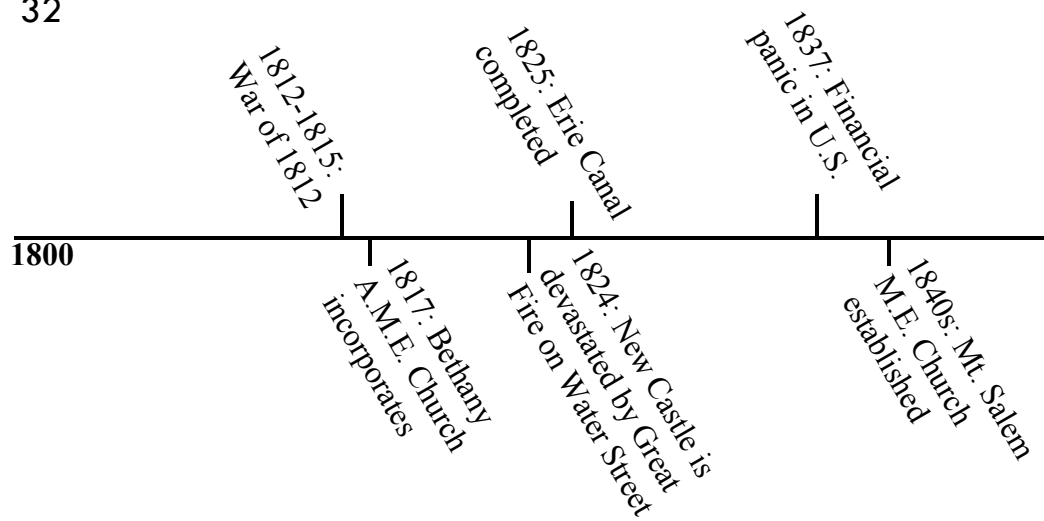 32
1812-1815:
War of 1812
1825: Erie Canal
completed
1837: Financial
panic in U.S.
1800
1817: Bethany
A.M.E. Church
incorporates
1824: New Castle is
devastated by Great
Fire on Water Street
1840s: Mt. Salem
M.E. Church
established